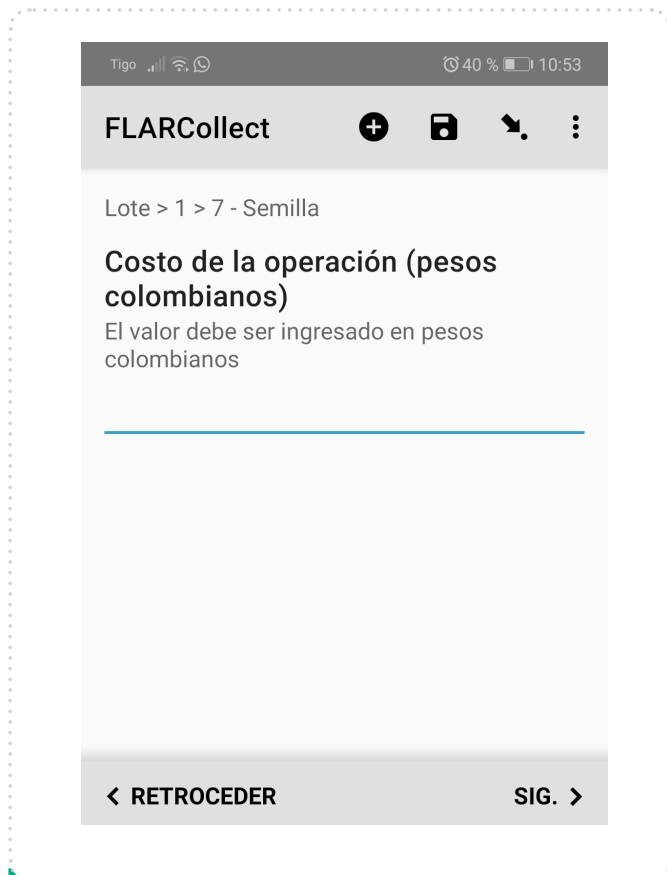 Tigo 40 % 10:53
FLARCollect
Lote > 1 > 7 - Semilla
Costo de la operación (pesos
colombianos)
El valor debe ser ingresado en pesos
colombianos
RETROCEDER SIG.